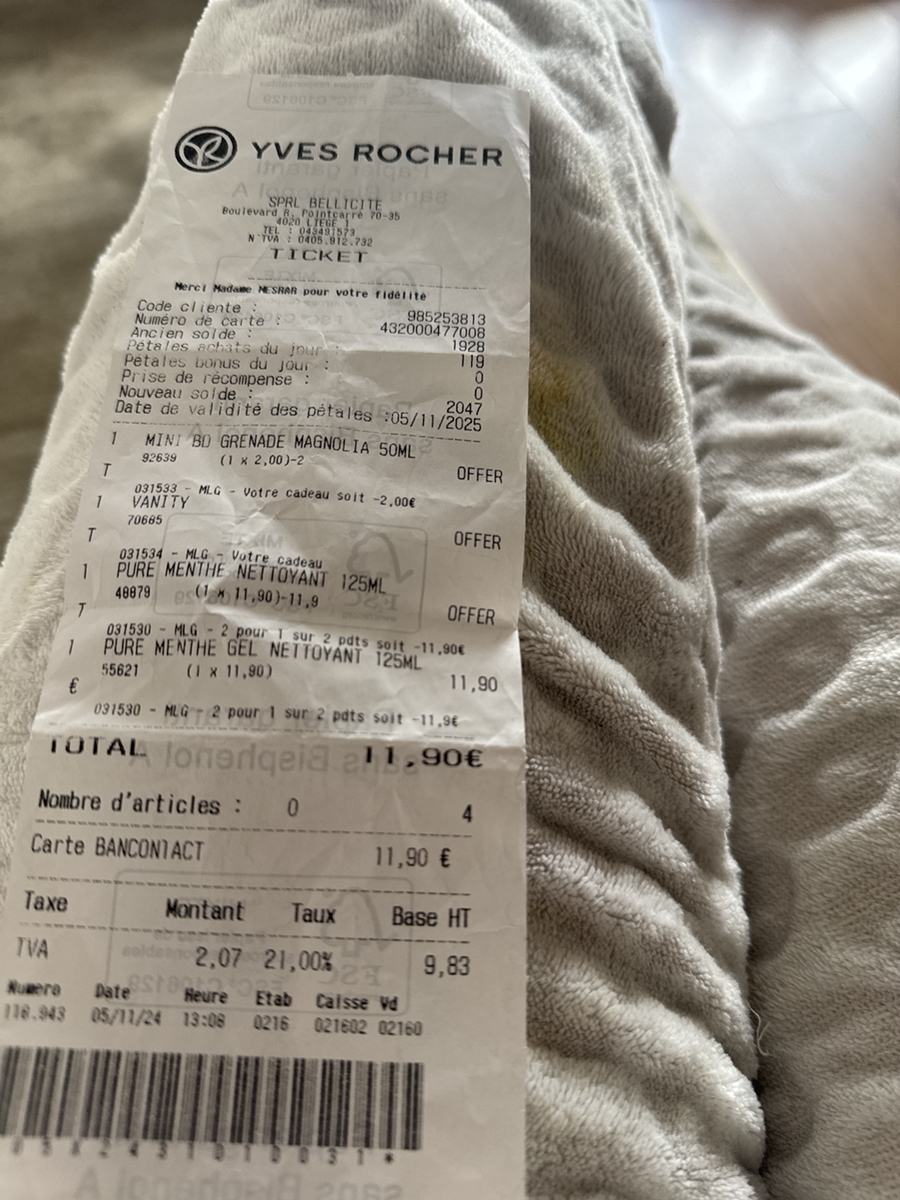 YVES ROCHER
SPRL BELLICITE
Boulevard R. Pointcarré 70-35
4020 LIEGE 1
TEL : 043491573
N°TVA : 0405.912.732
TICKET
Merci Madame MESRAR pour votre fidélité
Code cliente : 985253813
Numéro de carte : 432000477008
Ancien solde : 1928
Pétales achats du jour : 119
Pétales bonus du jour : 0
Prise de récompense : 0
Nouveau solde : 2047
Date de validité des pétales :05/11/2025
1 MINI BD GRENADE MAGNOLIA 50ML
92639 (1 x 2,00)-2
T OFFER
031533 - MLG - Votre cadeau soit -2,00€
1 VANITY
70665
T OFFER
031534 - MLG - Votre cadeau
1 PURE MENTHE NETTOYANT 125ML
48879 (1 x 11,90)-11,9
T OFFER
031530 - MLG - 2 pour 1 sur 2 pdts soit -11,90€
1 PURE MENTHE GEL NETTOYANT 125ML
55621 (1 x 11,90)
€ 11,90
031530 - MLG - 2 pour 1 sur 2 pdts soit -11,9€
TOTAL 11,90€
Nombre d'articles : 0 4
Carte BANCONTACT 11,90 €
Taxe Montant Taux Base HT
TVA 2,07 21,00% 9,83
Numero Date Heure Etab Caisse Vd
116.943 05/11/24 13:08 0216 021602 02160